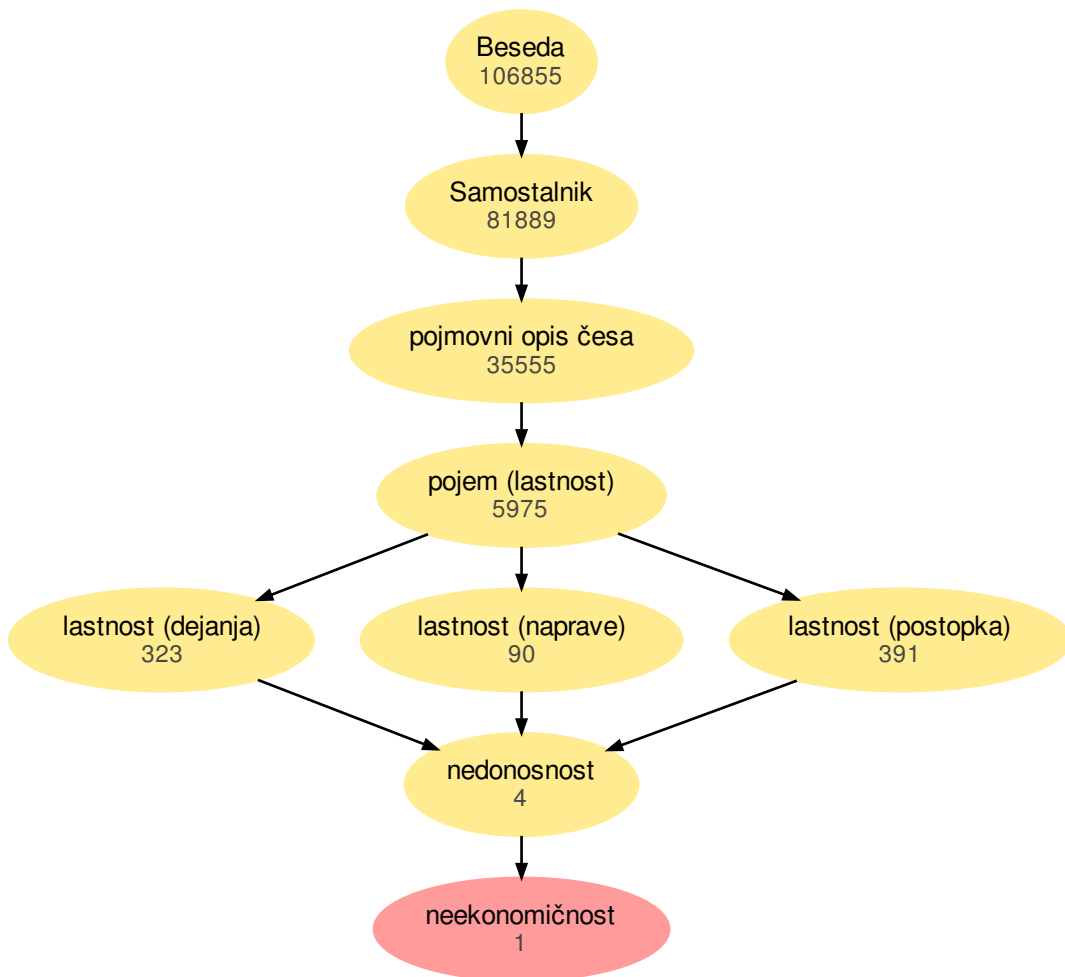 Beseda
106855
Samostalnik
81889
pojmovni opis česa
35555
pojem (lastnost)
5975
lastnost (dejanja)
323
lastnost (naprave)
90
lastnost (postopka)
391
nedonosnost
4
neekonomičnost
1